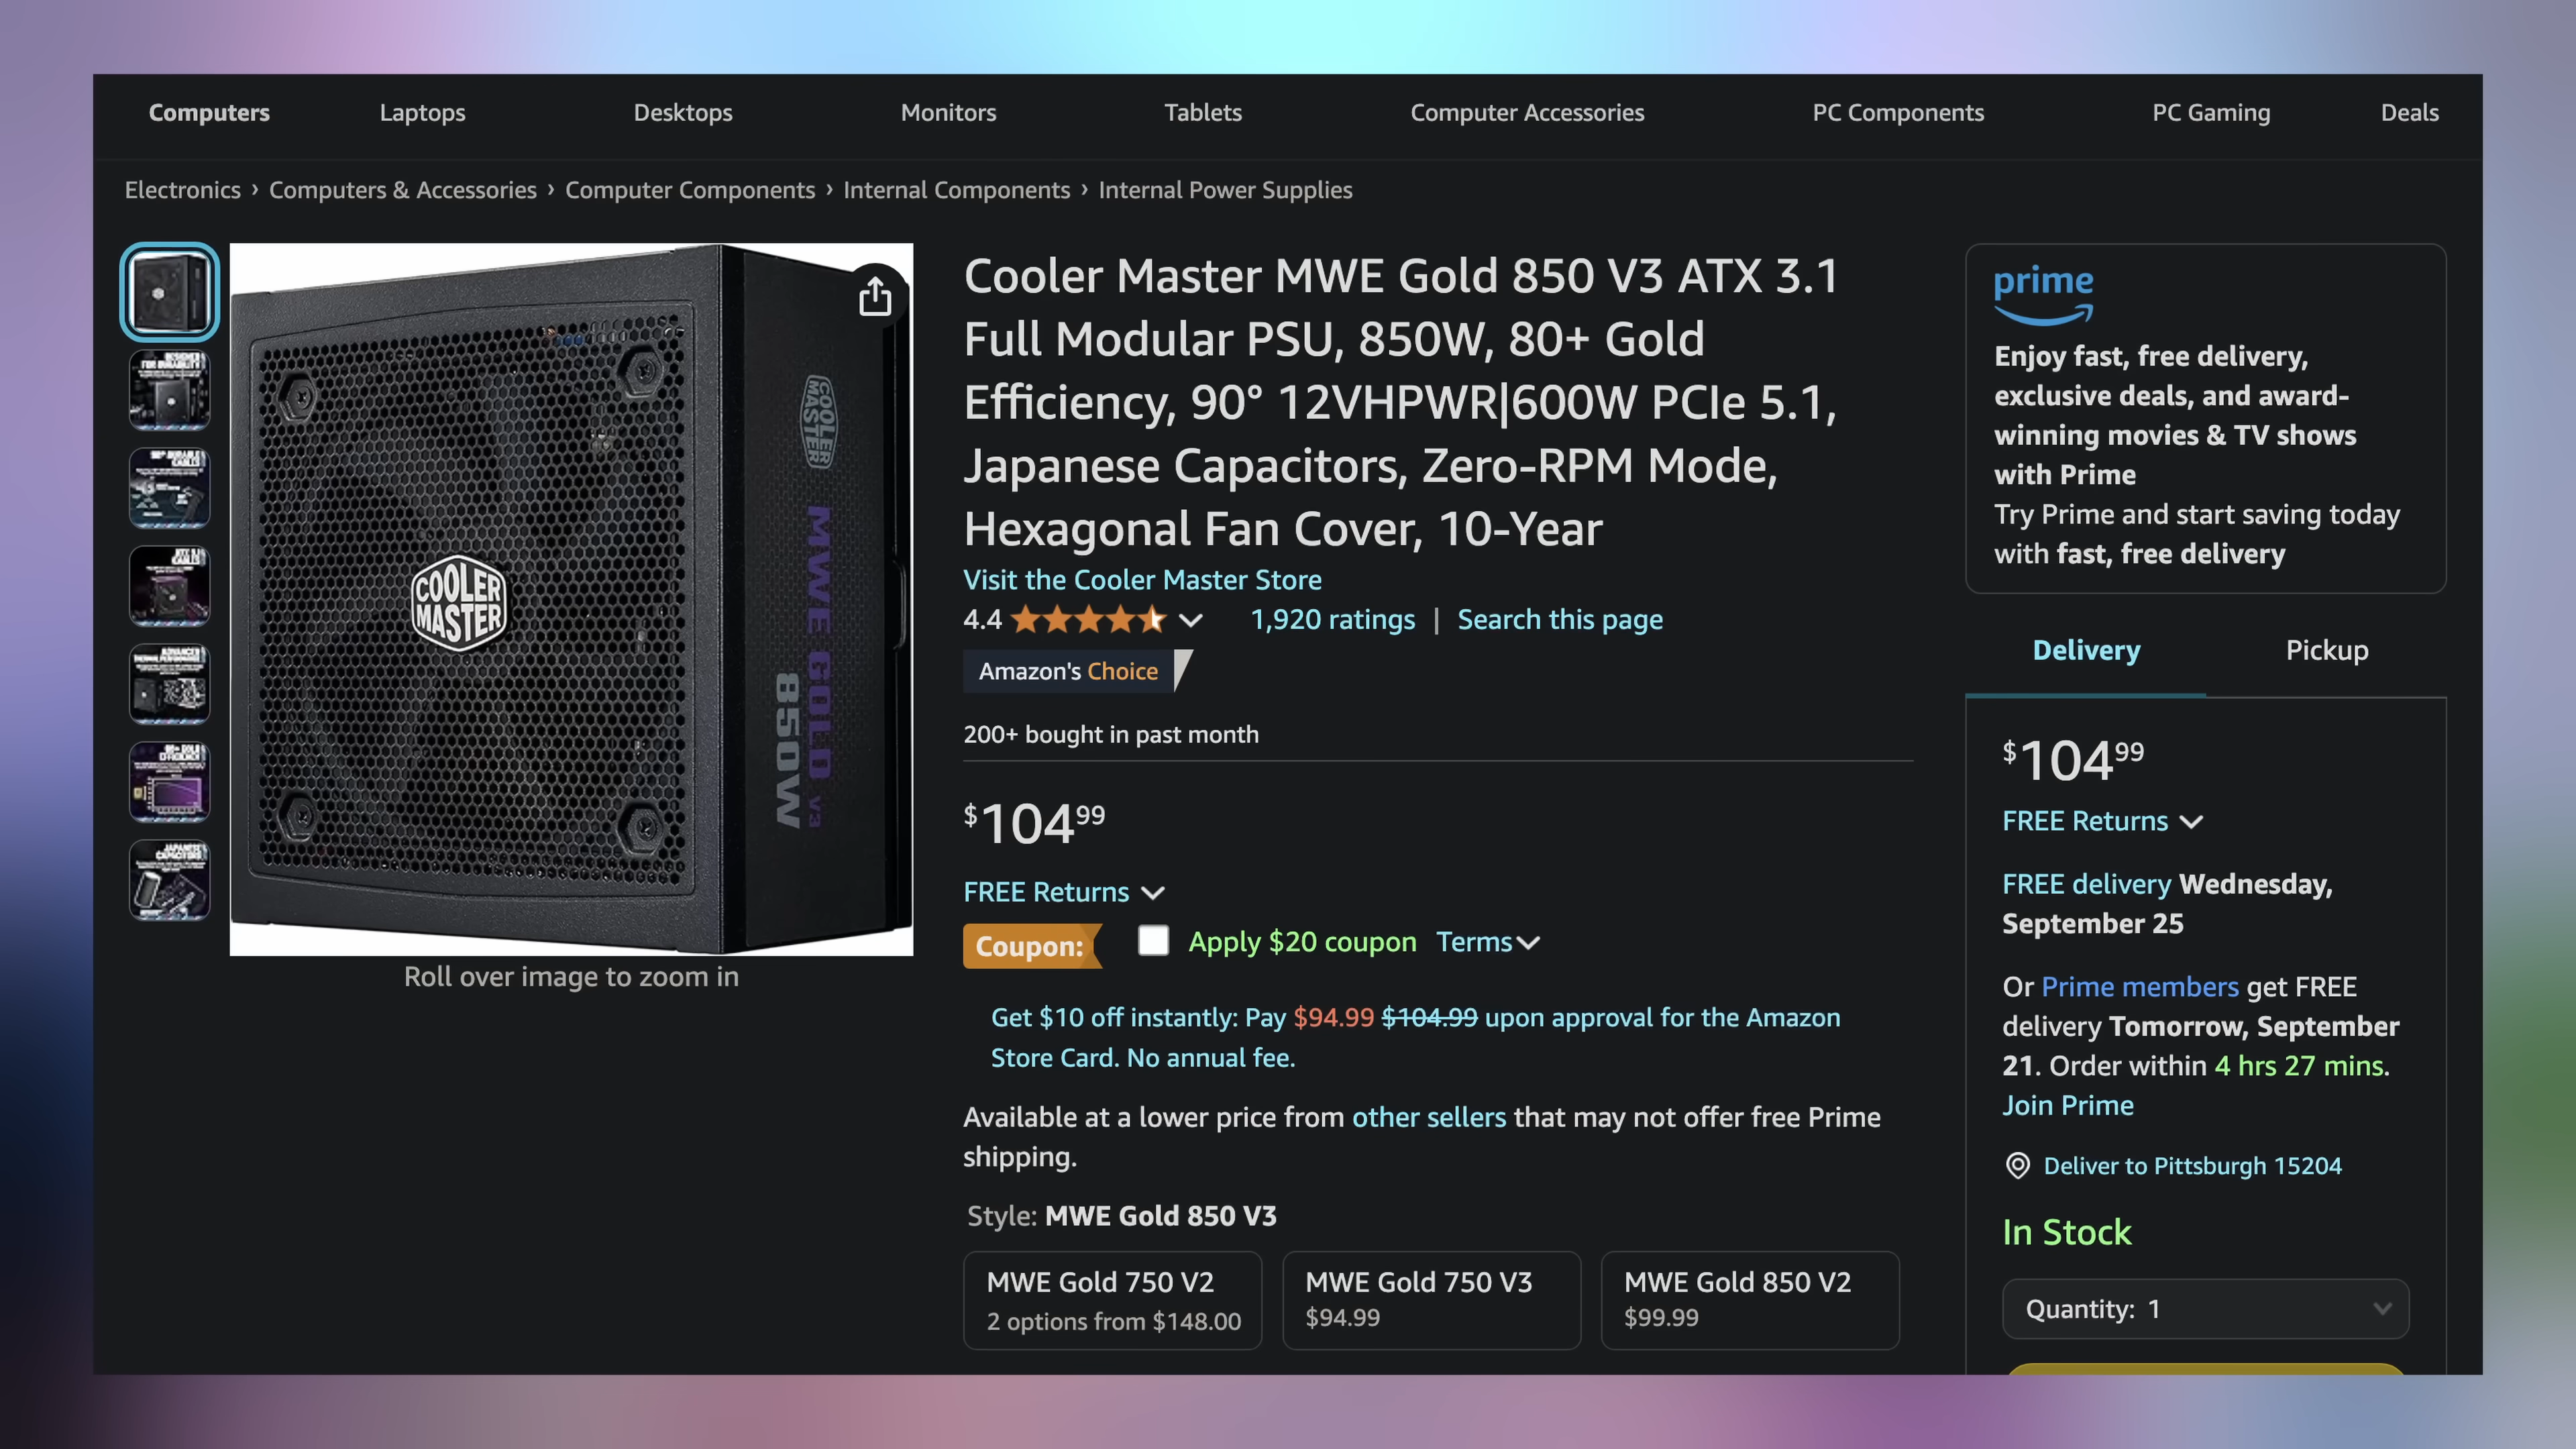 Computers
Laptops
Desktops
Monitors
Tablets
Computer Accessories
PC Components
PC Gaming
Deals
Electronics › Computers & Accessories › Computer Components › Internal Components › Internal Power Supplies
COOLER
MASTER
COOLER
MASTER
MWE GOLD V3
850W
Roll over image to zoom in
Cooler Master MWE Gold 850 V3 ATX 3.1
Full Modular PSU, 850W, 80+ Gold
Efficiency, 90° 12VHPWR|600W PCIe 5.1,
Japanese Capacitors, Zero-RPM Mode,
Hexagonal Fan Cover, 10-Year
Visit the Cooler Master Store
4.4
1,920 ratings | Search this page
Amazon's Choice
200+ bought in past month
$104 99
FREE Returns
Coupon: Apply $20 coupon Terms
Get $10 off instantly: Pay $94.99 $104.99 upon approval for the Amazon
Store Card. No annual fee.
Available at a lower price from other sellers that may not offer free Prime
shipping.
Style: MWE Gold 850 V3
MWE Gold 750 V2
2 options from $148.00
MWE Gold 750 V3
$94.99
MWE Gold 850 V2
$99.99
prime
Enjoy fast, free delivery,
exclusive deals, and award-
winning movies & TV shows
with Prime
Try Prime and start saving today
with fast, free delivery
Delivery
Pickup
$104 99
FREE Returns
FREE delivery Wednesday,
September 25
Or Prime members get FREE
delivery Tomorrow, September
21. Order within 4 hrs 27 mins.
Join Prime
Deliver to Pittsburgh 15204
In Stock
Quantity: 1